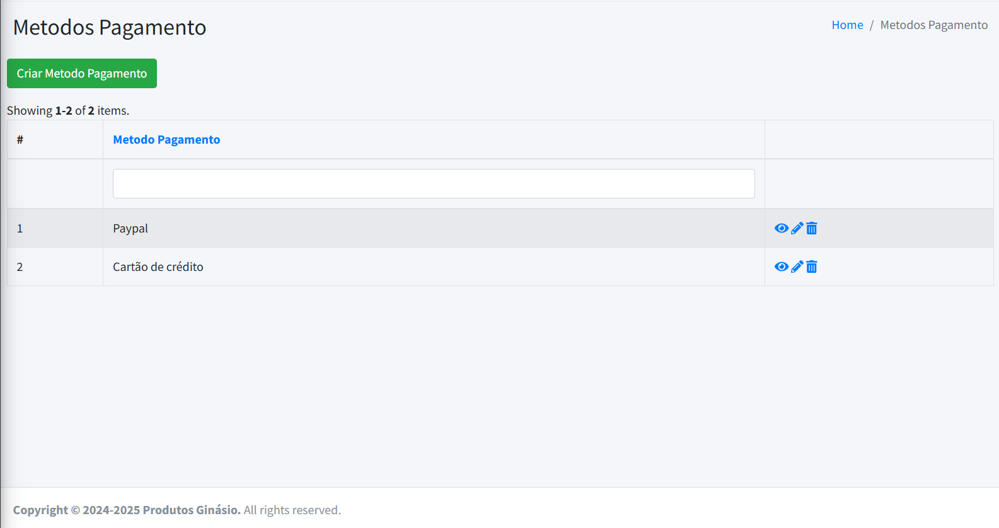 Metodos Pagamento
Home / Metodos Pagamento
Criar Metodo Pagamento
Showing 1-2 of 2 items.
# Metodo Pagamento
1 Paypal
2 Cartão de crédito
Copyright © 2024-2025 Produtos Ginásio. All rights reserved.